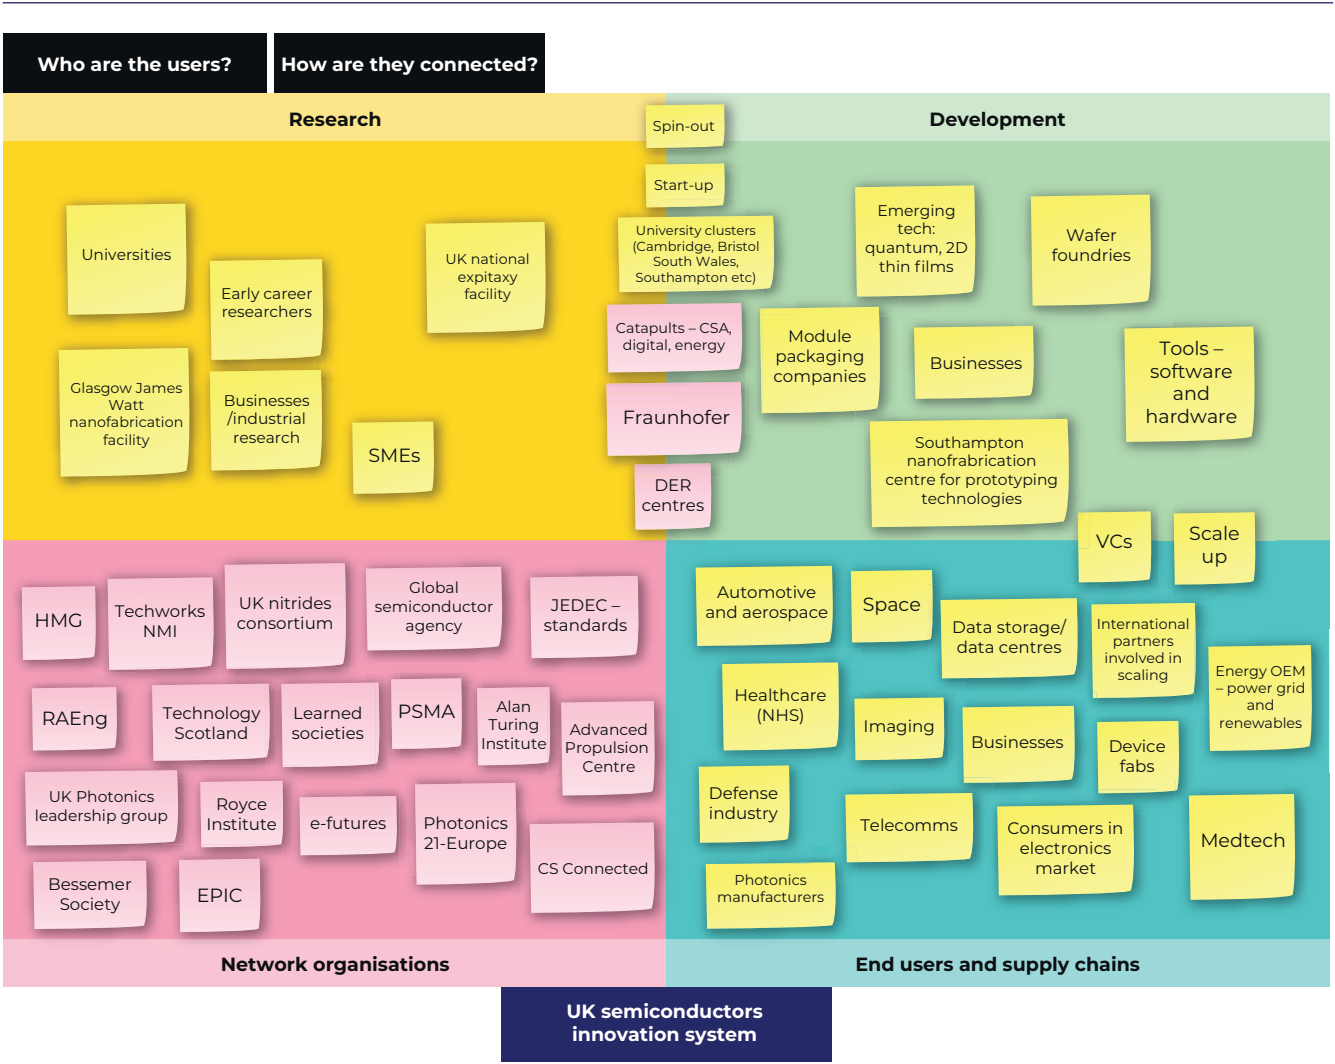 Who are the users?
How are they connected?
Research
Development
Spin-out
Start-up
University clusters
(Cambridge, Bristol
South Wales,
Southampton etc)
Catapults – CSA,
digital, energy
Fraunhofer
DER
centres
Universities
Early career
researchers
UK national
expitaxy
facility
Glasgow James
Watt
nanofabrication
facility
Businesses
/industrial
research
SMEs
Emerging
tech:
quantum, 2D
thin films
Wafer
foundries
Module
packaging
companies
Businesses
Tools –
software
and
hardware
Southampton
nanofrabrication
centre for prototyping
technologies
VCs
Scale
up
HMG
Techworks
NMI
UK nitrides
consortium
Global
semiconductor
agency
JEDEC –
standards
RAEng
Technology
Scotland
Learned
societies
PSMA
Alan
Turing
Institute
Advanced
Propulsion
Centre
UK Photonics
leadership group
Royce
Institute
e-futures
Photonics
21-Europe
CS Connected
Bessemer
Society
EPIC
Automotive
and aerospace
Space
Data storage/
data centres
International
partners
involved in
scaling
Energy OEM
– power grid
and
renewables
Healthcare
(NHS)
Imaging
Businesses
Device
fabs
Defense
industry
Telecomms
Consumers in
electronics
market
Medtech
Photonics
manufacturers
Network organisations
End users and supply chains
UK semiconductors
innovation system